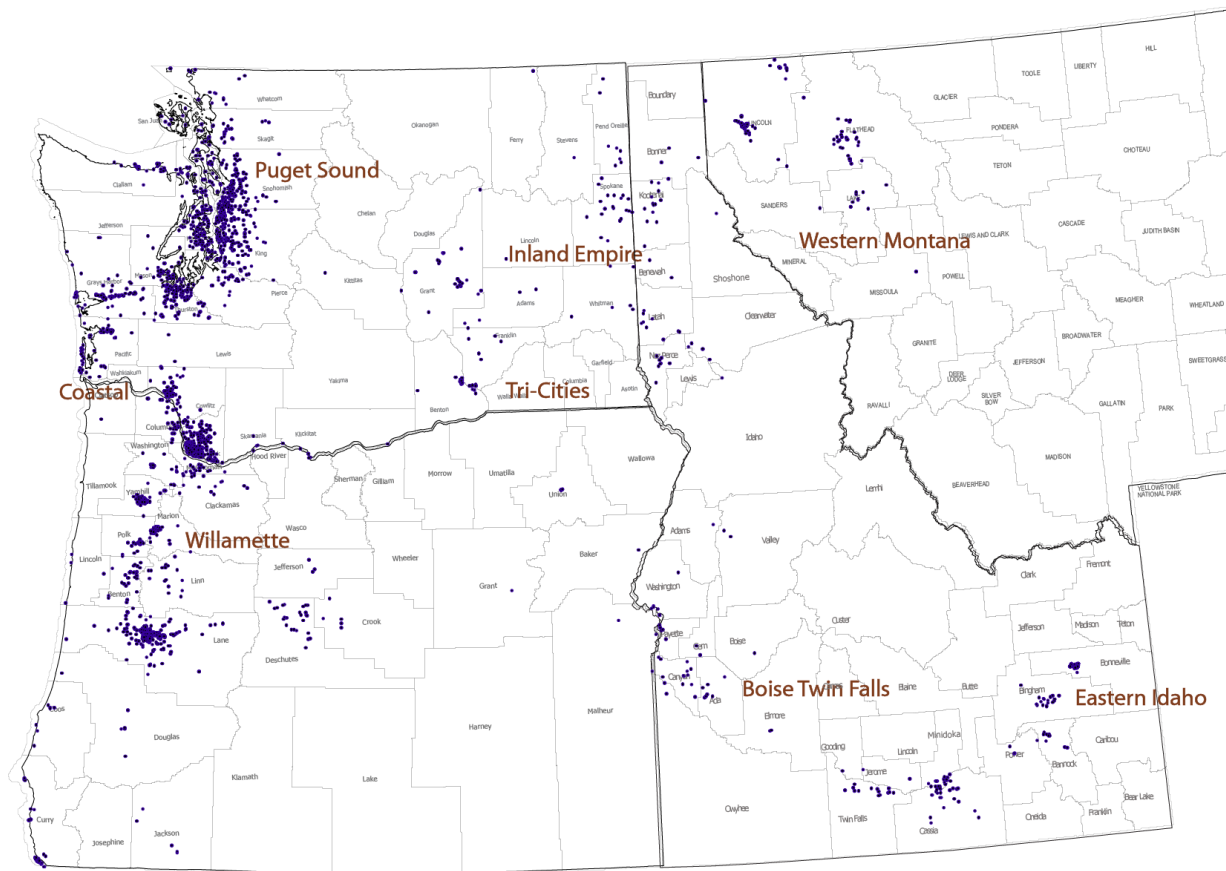 HILL
LIBERTY
TOOLE
GLACIER
Whatcom
Boundary
San Juan
Okanogan
Ferry
Stevens
Pend Oreille
LINCOLN
FLATHEAD
PONDERA
Skagit
Bonner
CHOTEAU
TETON
Puget Sound
Clallam
Snohomish
Spokane
Kootenai
LAKE
SANDERS
Chelan
Jefferson
Douglas
Lincoln
Western Montana
LEWIS AND CLARK
CASCADE
JUDITH BASIN
King
Inland Empire
MINERAL
Benewah
Shoshone
POWELL
Grays Harbor
Mason
Kittitas
Grant
MISSOULA
MEAGHER
WHEATLAND
Pierce
Thurston
Adams
Whitman
Latah
Clearwater
BROADWATER
Franklin
GRANITE
Pacific
Lewis
Nez Perce
JEFFERSON
SWEETGRASS
Wahkiakum
Garfield
Yakima
Columbia
Lewis
DEER
LODGE
Coastal
Tri-Cities
Walla Walla
Asotin
SILVER
BOW
Cowlitz
Benton
RAVALLI
GALLATIN
PARK
Skamania
Klickitat
Idaho
Washington
Hood River
Wallowa
MADISON
Morrow
Umatilla
Tillamook
Sherman
Gilliam
Lemhi
BEAVERHEAD
YELLOWSTONE
NATIONAL PARK
Yamhill
Clackamas
Union
Marion
Wasco
Polk
Adams
Willamette
Valley
Lincoln
Jefferson
Wheeler
Baker
Fremont
Linn
Clark
Grant
Washington
Benton
Custer
Jefferson
Madison
Teton
Crook
Payette
Lane
Gem
Boise
Deschutes
Bonneville
Canyon
Boise Twin Falls
Blaine
Butte
Bingham
Eastern Idaho
Ada
Coos
Malheur
Elmore
Harney
Douglas
Minidoka
Caribou
Gooding
Lincoln
Power
Bannock
Klamath
Lake
Jerome
Bear Lake
Owyhee
Curry
Twin Falls
Oneida
Franklin
Jackson
Cassia
Josephine